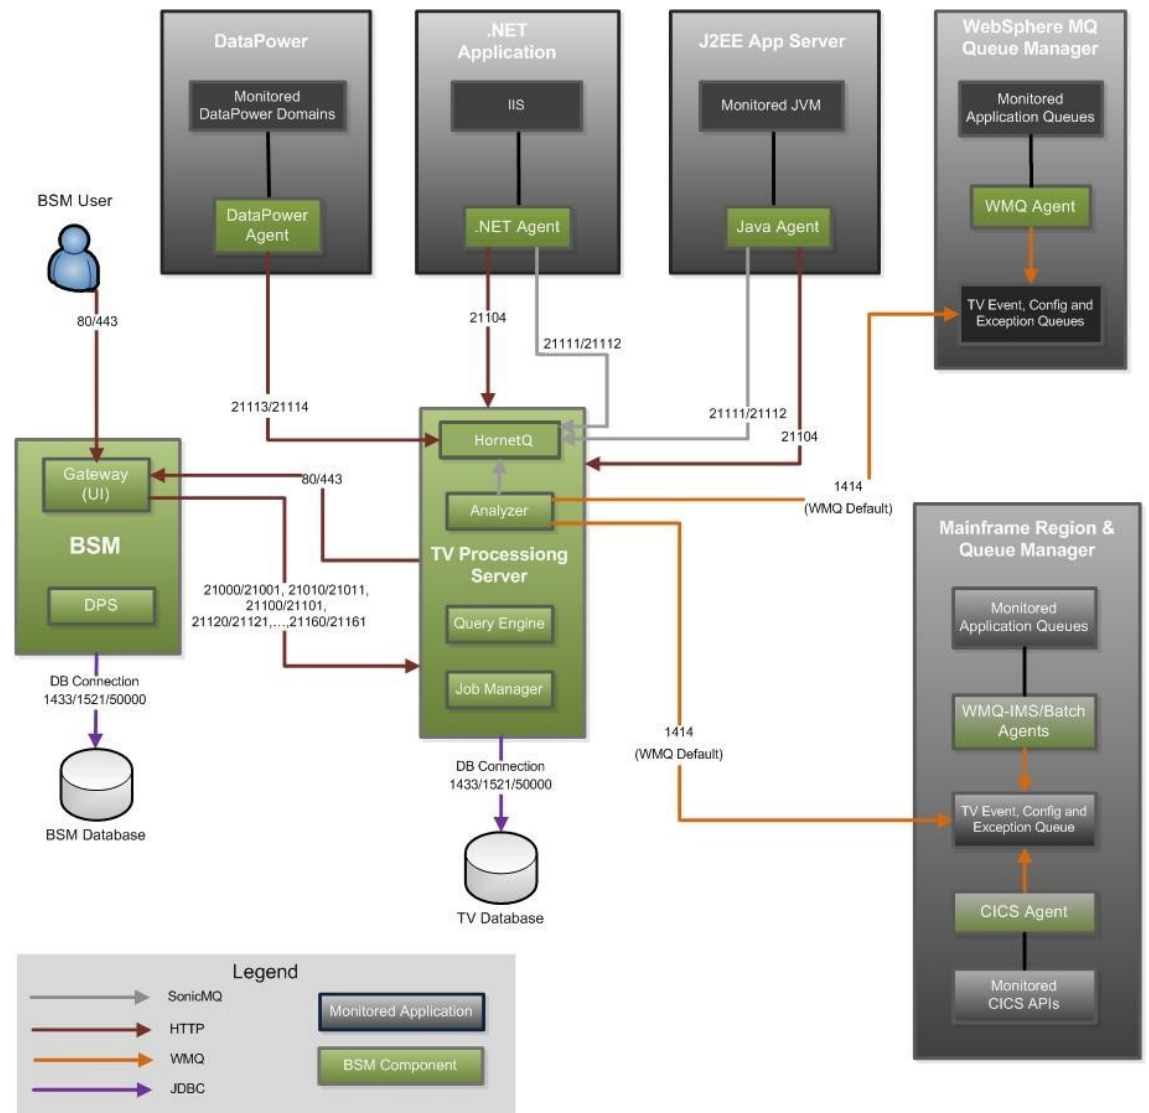 DataPower
Monitored
DataPower Domains
DataPower
Agent
.NET
Application
IIS
.NET Agent
J2EE App Server
Monitored JVM
Java Agent
WebSphere MQ
Queue Manager
Monitored
Application Queues
WMQ Agent
TV Event, Config and
Exception Queues
BSM User
80/443
21104
21111/21112
21113/21114
21111/21112
21104
HornetQ
Gateway
(UI)
80/443
1414
(WMQ Default)
Analyzer
BSM
TV Processiong
Server
21000/21001, 21010/21011,
21100/21101,
21120/21121,...,21160/21161
DPS
Query Engine
Job Manager
DB Connection
1433/1521/50000
BSM Database
1414
(WMQ Default)
DB Connection
1433/1521/50000
TV Database
Mainframe Region &
Queue Manager
Monitored
Application Queues
WMQ-IMS/Batch
Agents
TV Event, Config and
Exception Queue
CICS Agent
Monitored
CICS APIs
Legend
SonicMQ
HTTP
WMQ
JDBC
Monitored Application
BSM Component